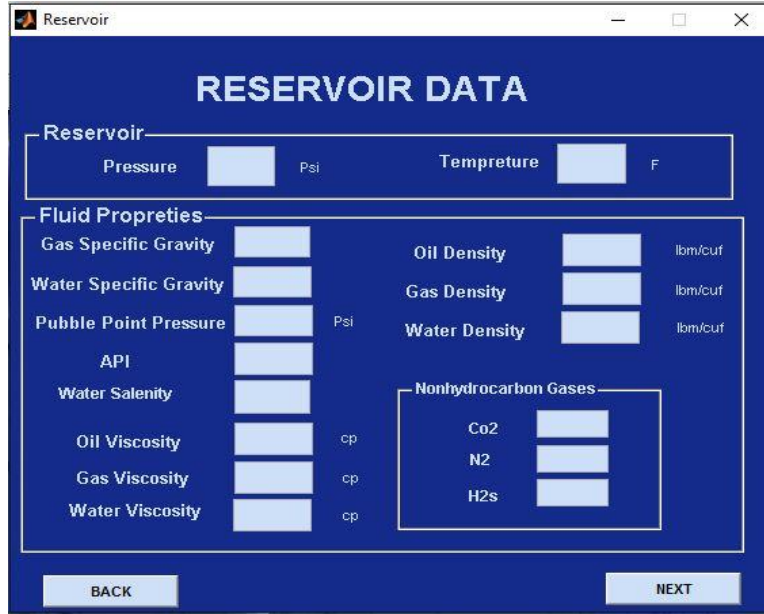 Reservoir
RESERVOIR DATA
Reservoir
Pressure Psi Tempreture F
Fluid Propreties
Gas Specific Gravity
Water Specific Gravity
Pubble Point Pressure Psi
API
Water Salenity
Oil Viscosity cp
Gas Viscosity cp
Water Viscosity cp
Oil Density lbm/cuf
Gas Density lbm/cuf
Water Density lbm/cuf
Nonhydrocarbon Gases
Co2
N2
H2s
BACK NEXT